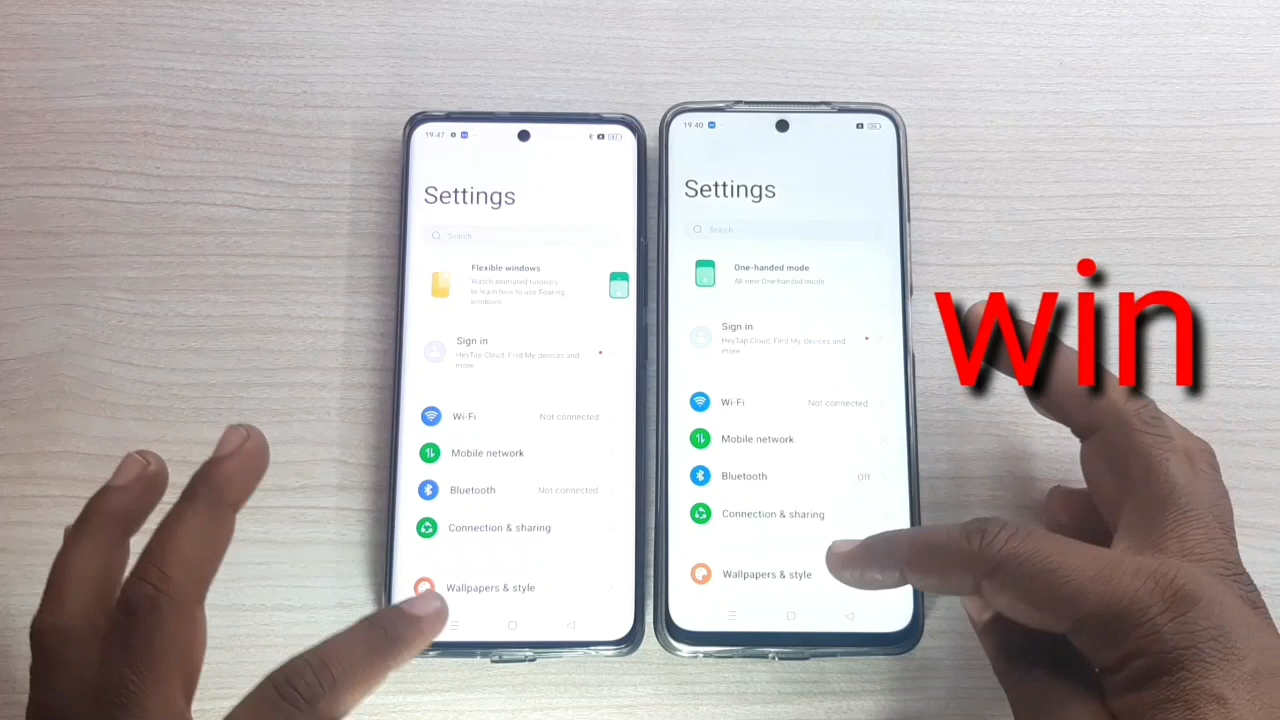 19:47
Settings
Search
Flexible windows
Watch animated tutorials
to learn how to use floating
windows.
Sign in
HeyTap Cloud, Find My, devices and
more
Wi-Fi Not connected
Mobile network
Bluetooth Not connected
Connection & sharing
Wallpapers & style
19:40
Settings
Search
One-handed mode
All new One-handed mode
Sign in
HeyTap Cloud, Find My, devices and
more
Wi-Fi Not connected
Mobile network
Bluetooth Off
Connection & sharing
Wallpapers & style
win